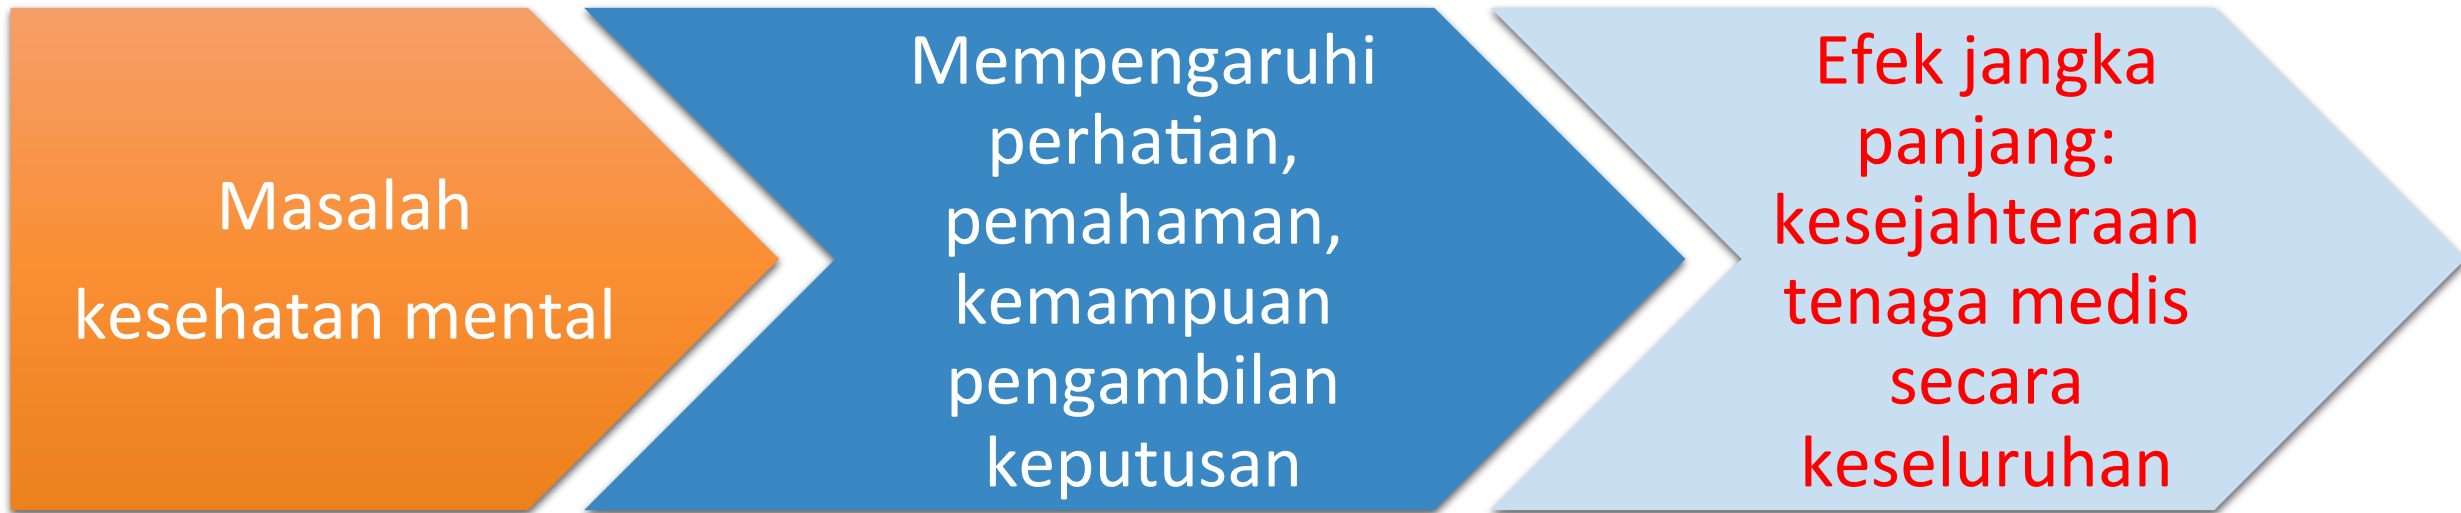 Masalah
kesehatan mental
Mempengaruhi
perhatian,
pemahaman,
kemampuan
pengambilan
keputusan
Efek jangka
panjang:
kesejahteraan
tenaga medis
secara
keseluruhan